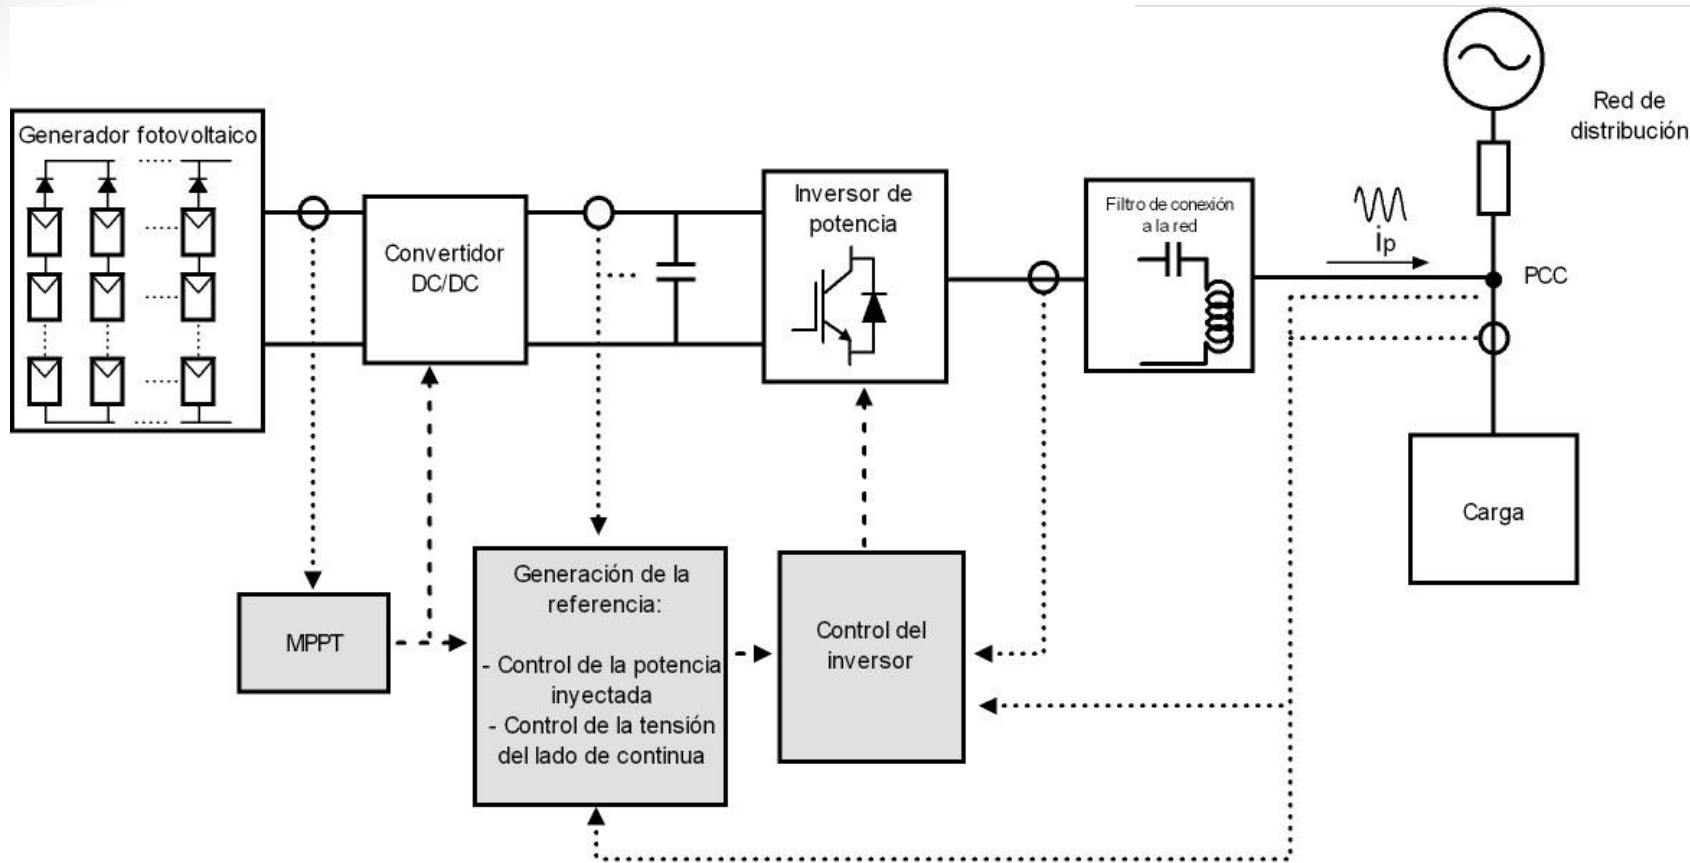 Generador fotovoltaico
Convertidor
DC/DC
Inversor de
potencia
Filtro de conexión
a la red
ip
Red de
distribución
PCC
Carga
MPPT
Generación de la
referencia:
- Control de la potencia
inyectada
- Control de la tensión
del lado de continua
Control del
inversor